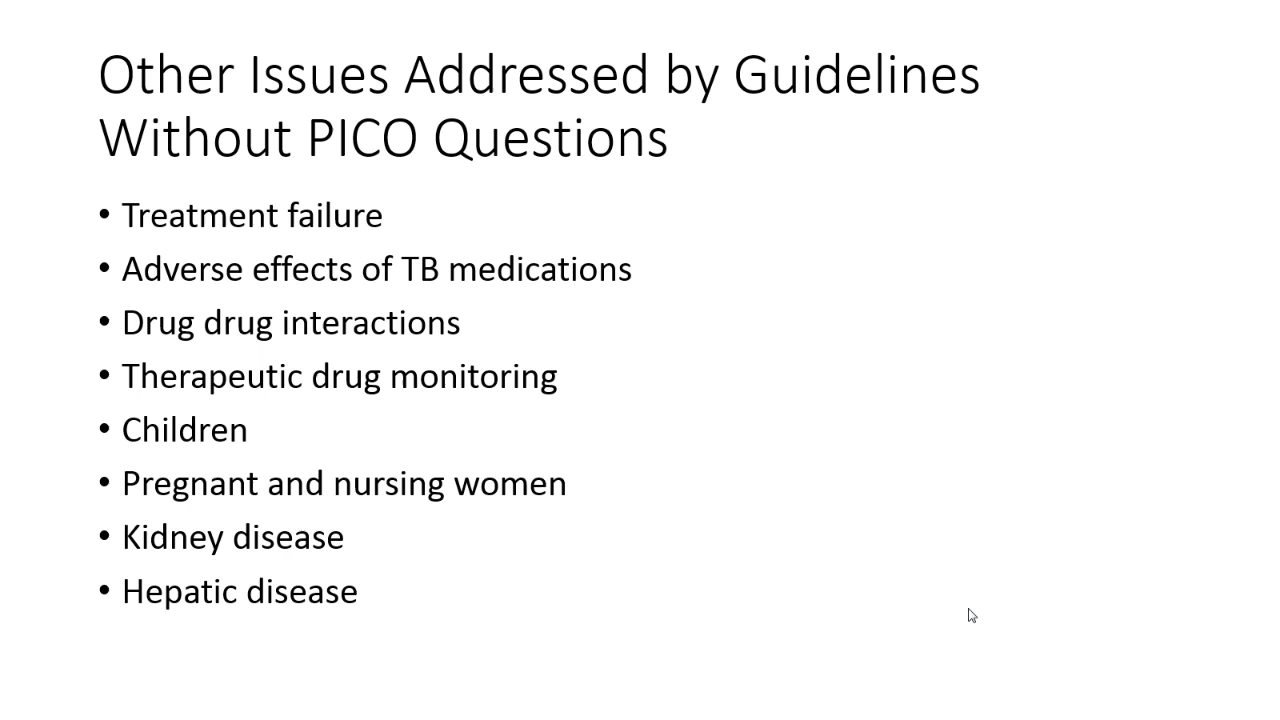 Other Issues Addressed by Guidelines
Without PICO Questions
• Treatment failure
• Adverse effects of TB medications
• Drug drug interactions
• Therapeutic drug monitoring
• Children
• Pregnant and nursing women
• Kidney disease
• Hepatic disease